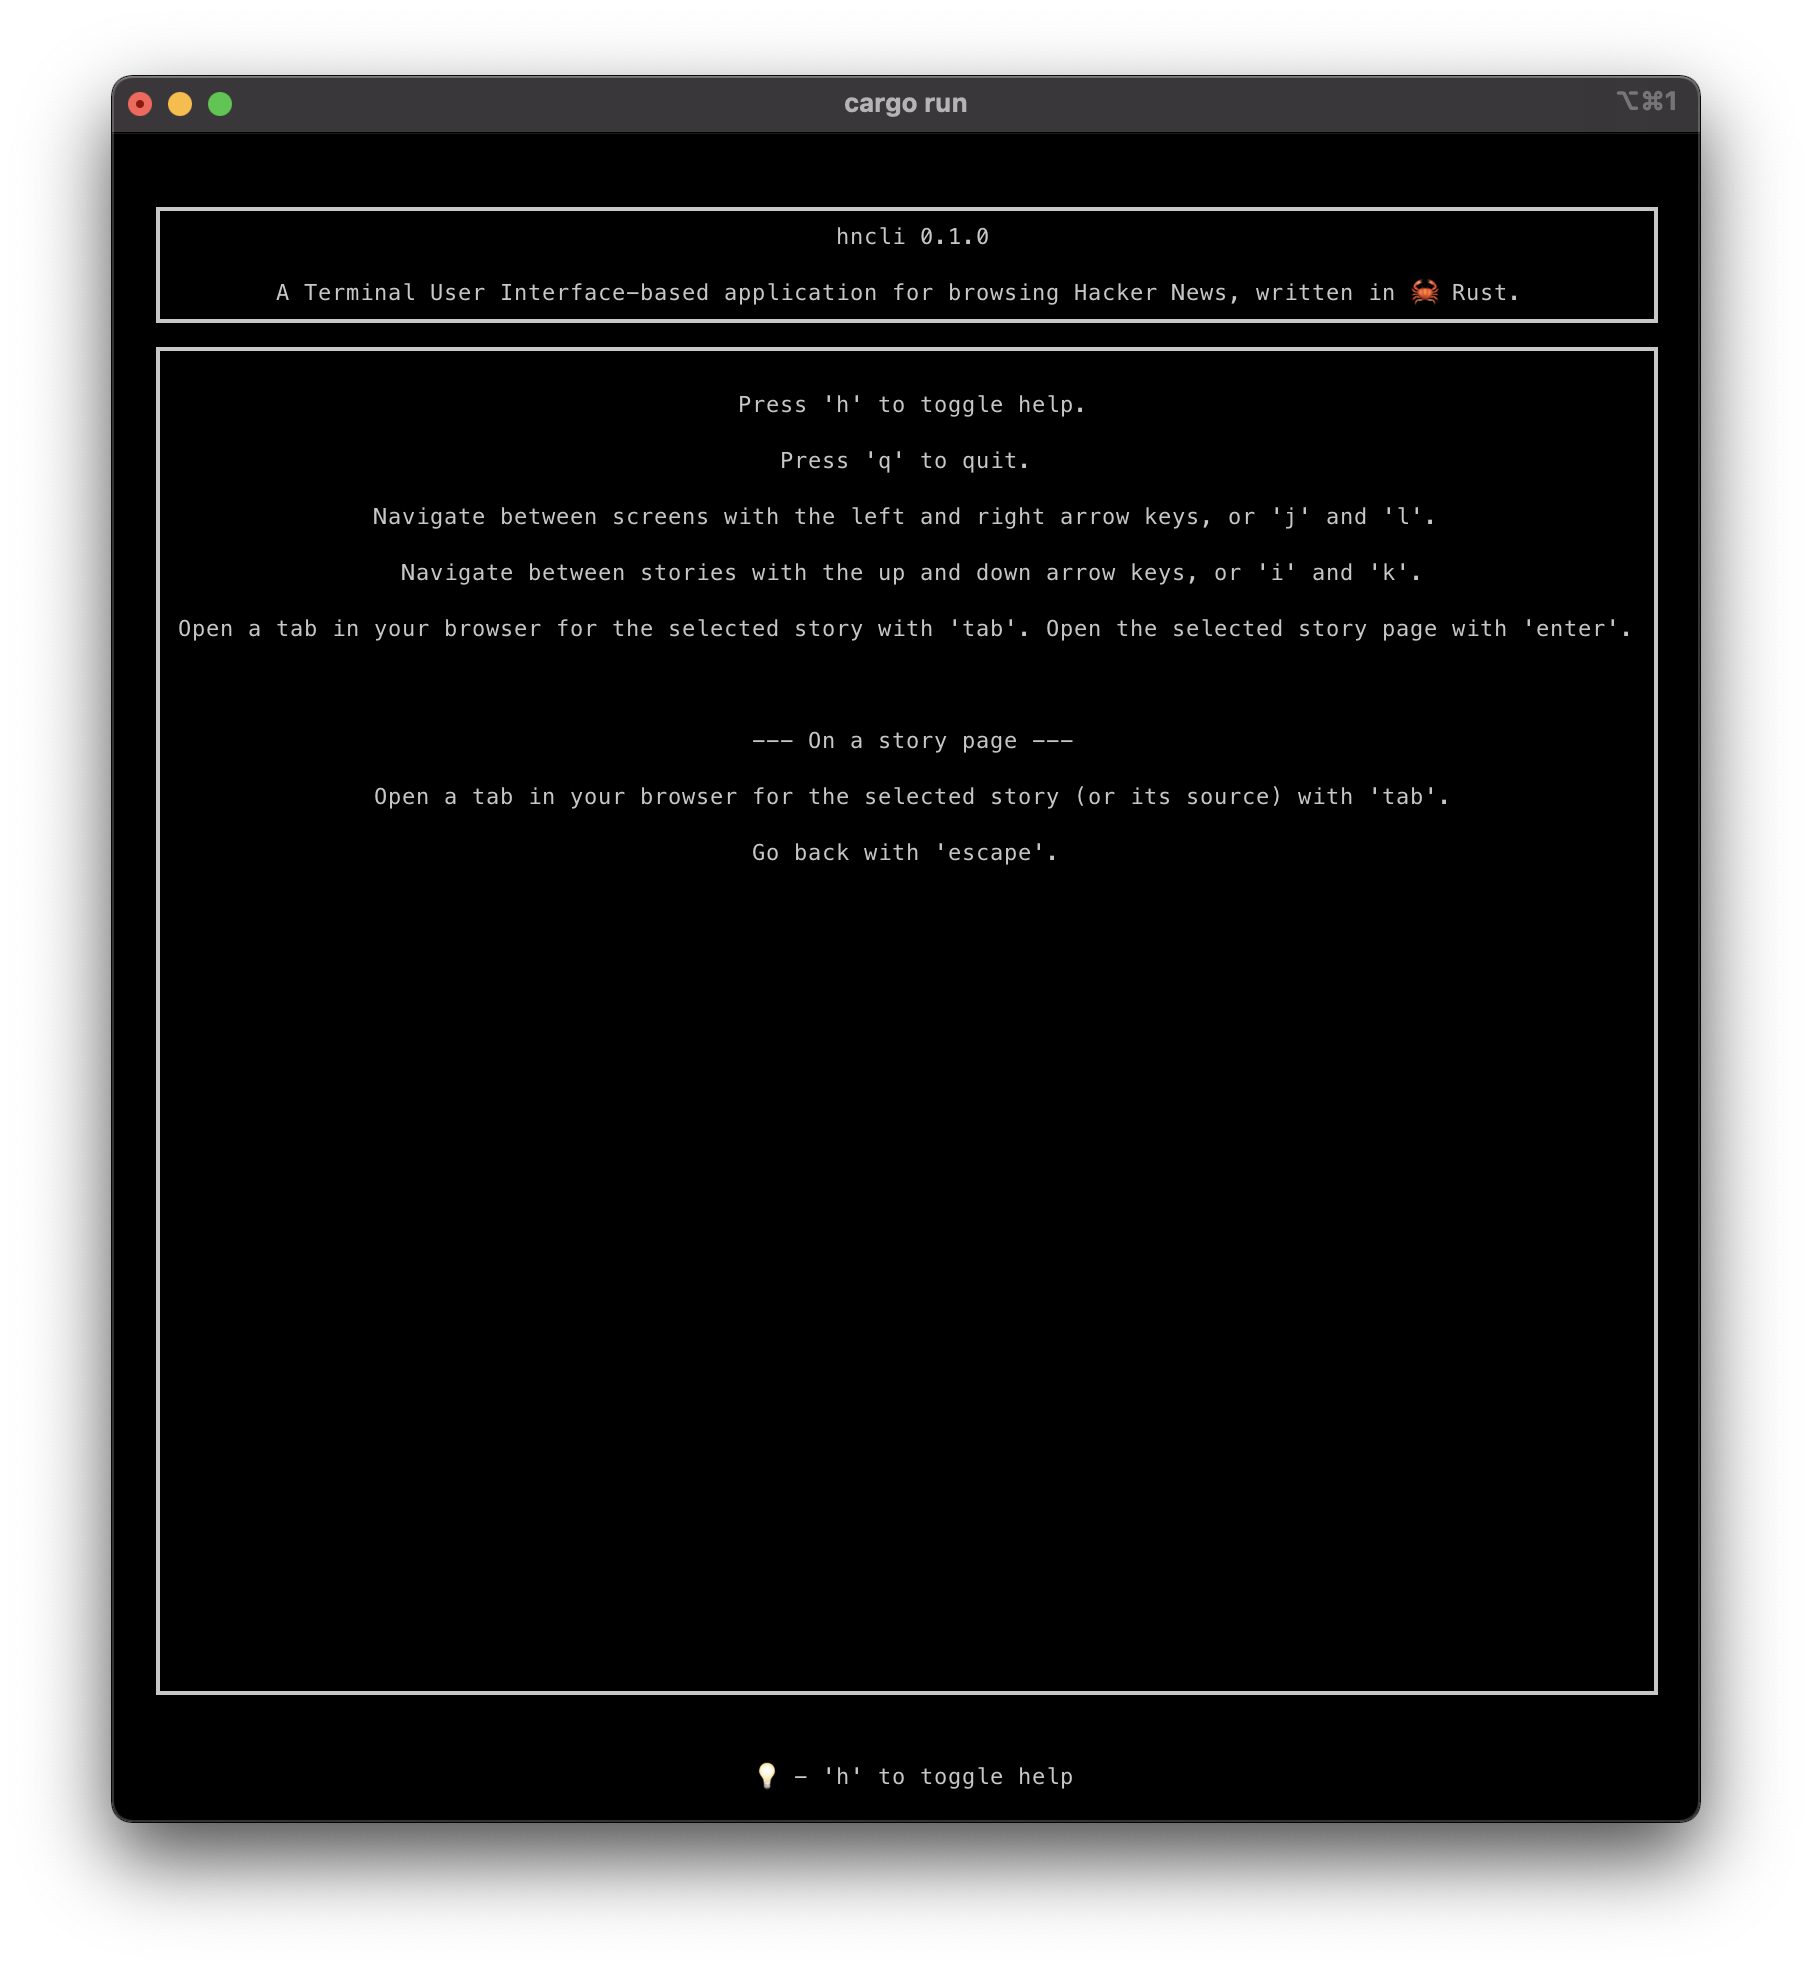 cargo run
⌥⌘1
hncli 0.1.0
A Terminal User Interface-based application for browsing Hacker News, written in 🦀 Rust.
Press 'h' to toggle help.
Press 'q' to quit.
Navigate between screens with the left and right arrow keys, or 'j' and 'l'.
Navigate between stories with the up and down arrow keys, or 'i' and 'k'.
Open a tab in your browser for the selected story with 'tab'. Open the selected story page with 'enter'.
--- On a story page ---
Open a tab in your browser for the selected story (or its source) with 'tab'.
Go back with 'escape'.
💡 - 'h' to toggle help